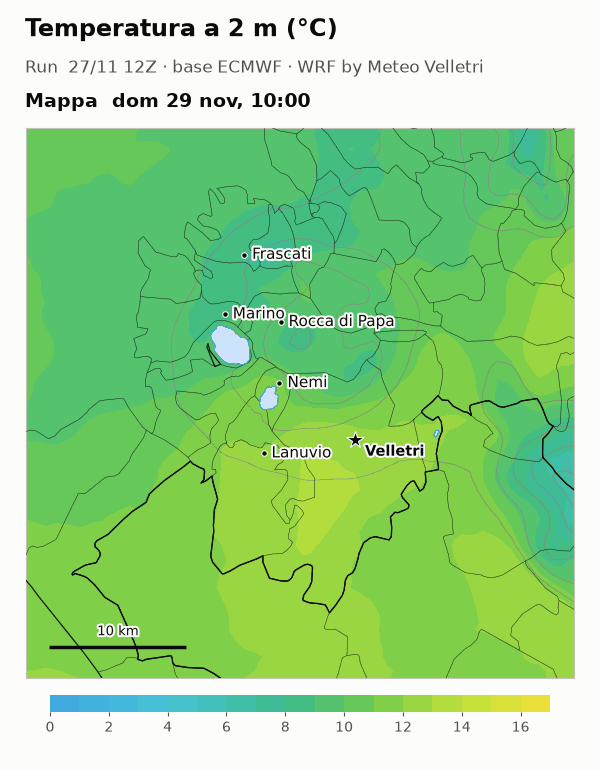 Temperatura a 2 m (°C)
Run  27/11 12Z · base ECMWF · WRF by Meteo Velletri
Mappa  dom 29 nov, 10:00
Frascati
Marino
Rocca di Papa
Nemi
Velletri
Lanuvio
10 km
0 2 4 6 8 10 12 14 16